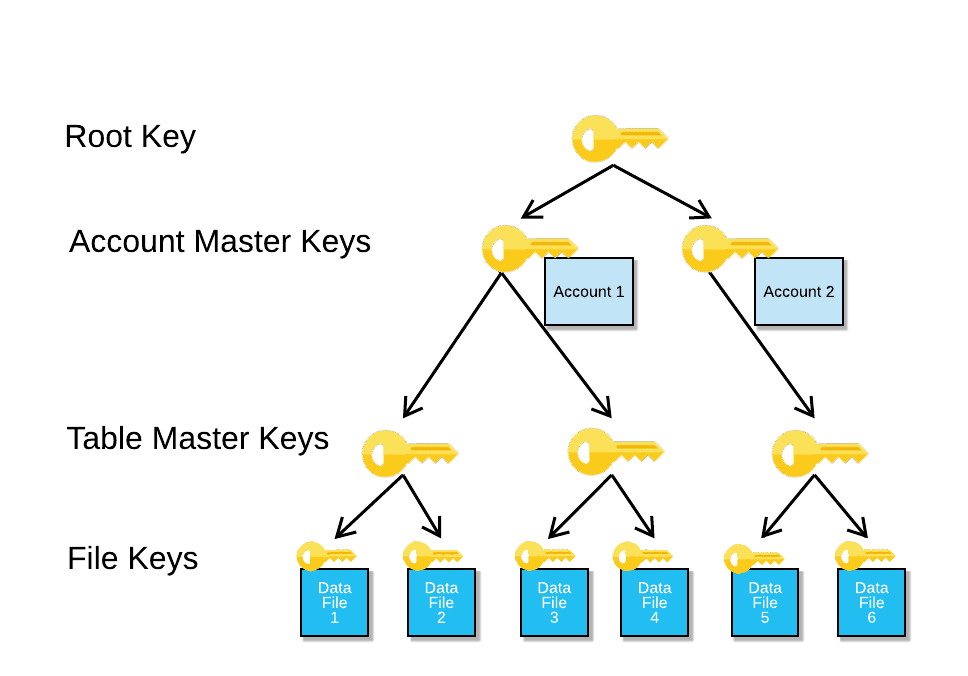 Root Key
Account Master Keys
Account 1
Account 2
Table Master Keys
File Keys
Data
File
1
Data
File
2
Data
File
3
Data
File
4
Data
File
5
Data
File
6